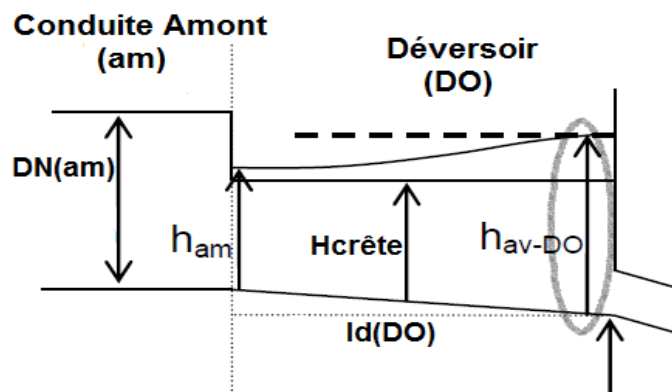 Conduite Amont
(am)
Déversoir
(DO)
DN(am)
ham
Hcrête
hav-DO
Id(DO)